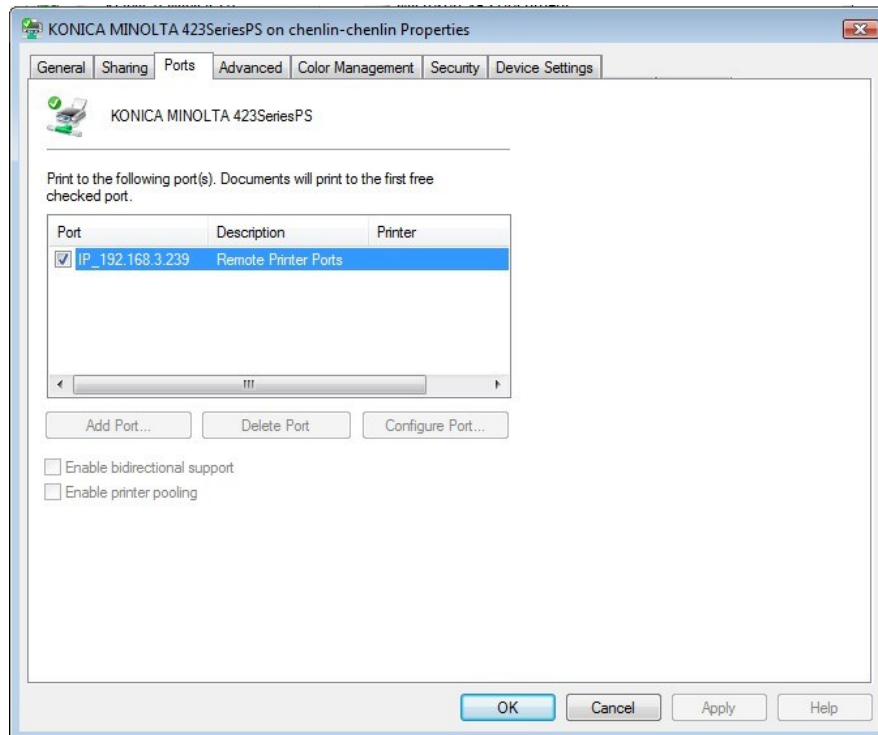 KONICA MINOLTA 423SeriesPS on chenlin-chenlin Properties
General Sharing Ports Advanced Color Management Security Device Settings
KONICA MINOLTA 423SeriesPS
Print to the following port(s). Documents will print to the first free
checked port.
Port Description Printer
IP_192.168.3.239 Remote Printer Ports
Add Port... Delete Port Configure Port...
Enable bidirectional support
Enable printer pooling
OK Cancel Apply Help